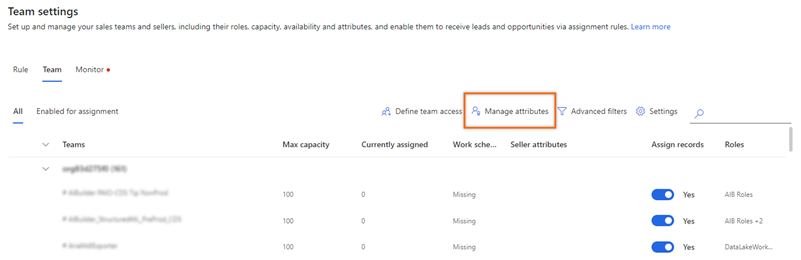 Team settings
Set up and manage your sales teams and sellers, including their roles, capacity, availability and attributes, and enable them to receive leads and opportunities via assignment rules. Learn more
Rule Team Monitor
All Enabled for assignment Define team access Manage attributes Advanced filters Settings
Teams Max capacity Currently assigned Work sche... Seller attributes Assign records Roles
100 0 Missing Yes AIB Roles
100 0 Missing Yes AIB Roles +2
100 0 Missing Yes DataLakeWork...